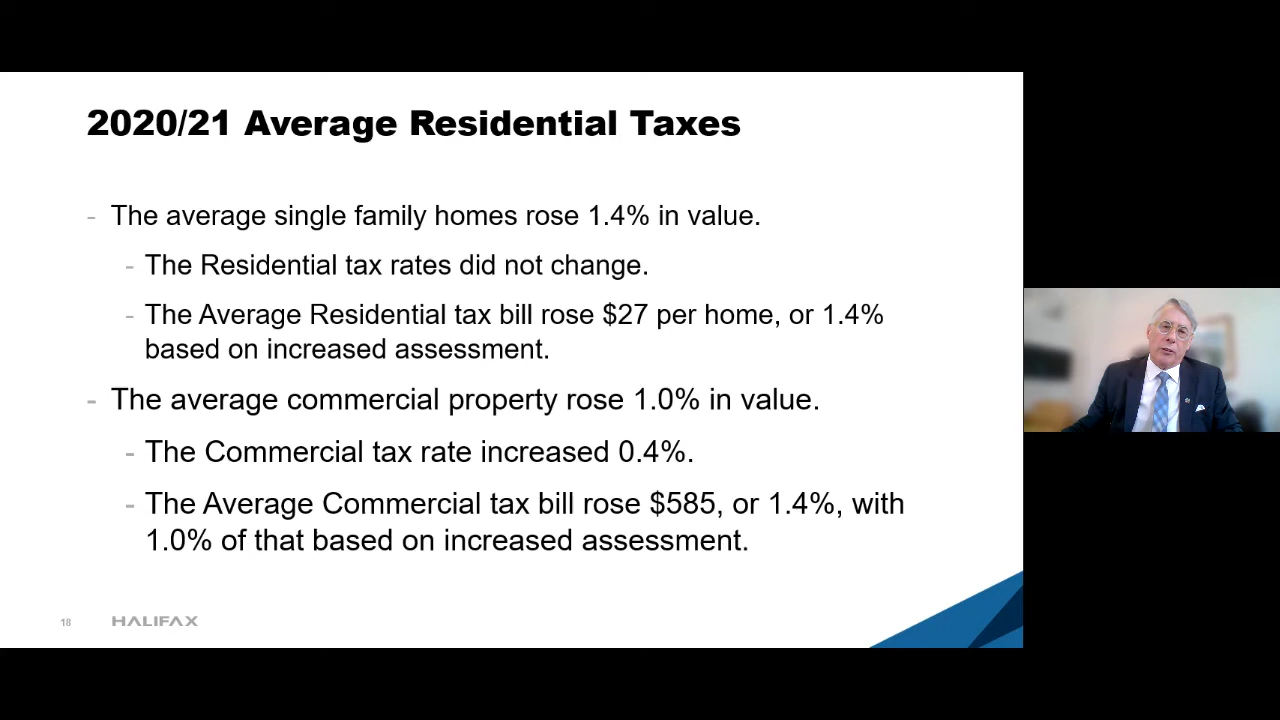 2020/21 Average Residential Taxes
- The average single family homes rose 1.4% in value.
- The Residential tax rates did not change.
- The Average Residential tax bill rose $27 per home, or 1.4%
based on increased assessment.
- The average commercial property rose 1.0% in value.
- The Commercial tax rate increased 0.4%.
- The Average Commercial tax bill rose $585, or 1.4%, with
1.0% of that based on increased assessment.
18 HALIFAX